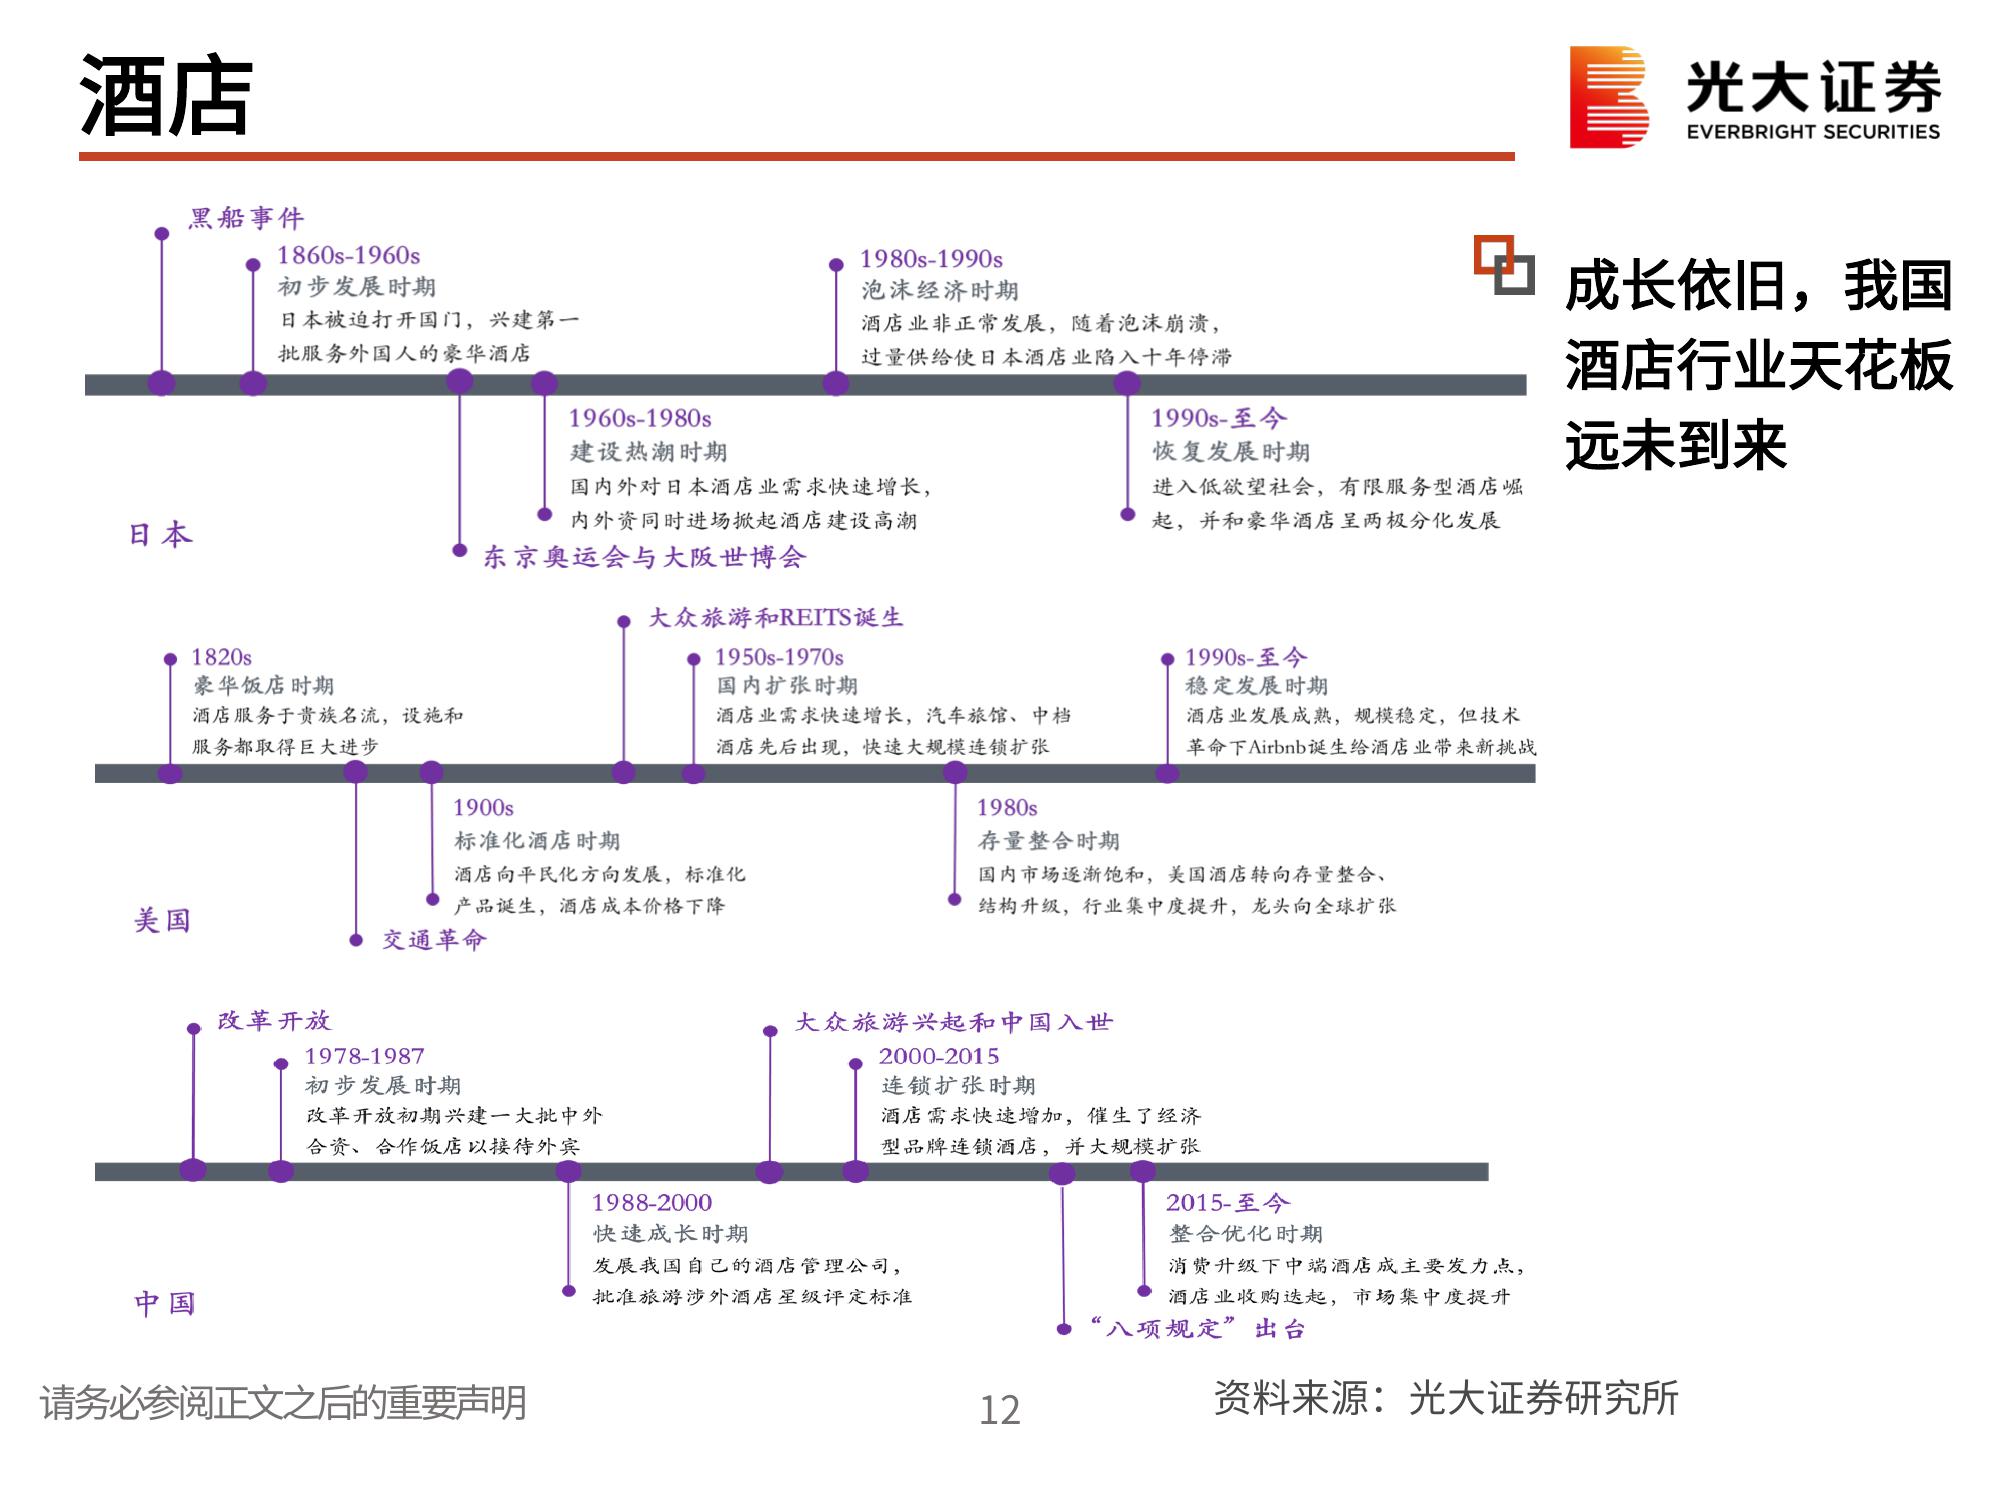 酒店
光大证券
EVERBRIGHT SECURITIES
成长依旧，我国
酒店行业天花板
远未到来
黑船事件
1860s-1960s
初步发展时期
日本被迫打开国门，兴建第一
批服务外国人的豪华酒店
1980s-1990s
泡沫经济时期
酒店业非正常发展，随着泡沫崩溃，
过量供给使日本酒店业陷入十年停滞
1960s-1980s
建设热潮时期
国内外对日本酒店业需求快速增长，
内外资同时进场掀起酒店建设高潮
1990s-至今
恢复发展时期
进入低欲望社会，有限服务型酒店崛
起，并和豪华酒店呈两极分化发展
日本
东京奥运会与大阪世博会
大众旅游和REITS诞生
1820s
豪华饭店时期
酒店服务于贵族名流，设施和
服务都取得巨大进步
1950s-1970s
国内扩张时期
酒店业需求快速增长，汽车旅馆、中档
酒店先后出现，快速大规模连锁扩张
1990s-至今
稳定发展时期
酒店业发展成熟，规模稳定，但技术
革命下Airbnb诞生给酒店业带来新挑战
1900s
标准化酒店时期
酒店向平民化方向发展，标准化
产品诞生，酒店成本价格下降
1980s
存量整合时期
国内市场逐渐饱和，美国酒店转向存量整合、
结构升级，行业集中度提升，龙头向全球扩张
美国
交通革命
改革开放
1978-1987
初步发展时期
改革开放初期兴建一大批中外
合资、合作饭店以接待外宾
大众旅游兴起和中国入世
2000-2015
连锁扩张时期
酒店需求快速增加，催生了经济
型品牌连锁酒店，并大规模扩张
1988-2000
快速成长时期
发展我国自己的酒店管理公司，
批准旅游涉外酒店星级评定标准
2015-至今
整合优化时期
消费升级下中端酒店成主要发力点，
酒店业收购迭起，市场集中度提升
中国
“八项规定”出台
请务必参阅正文之后的重要声明
12
资料来源：光大证券研究所